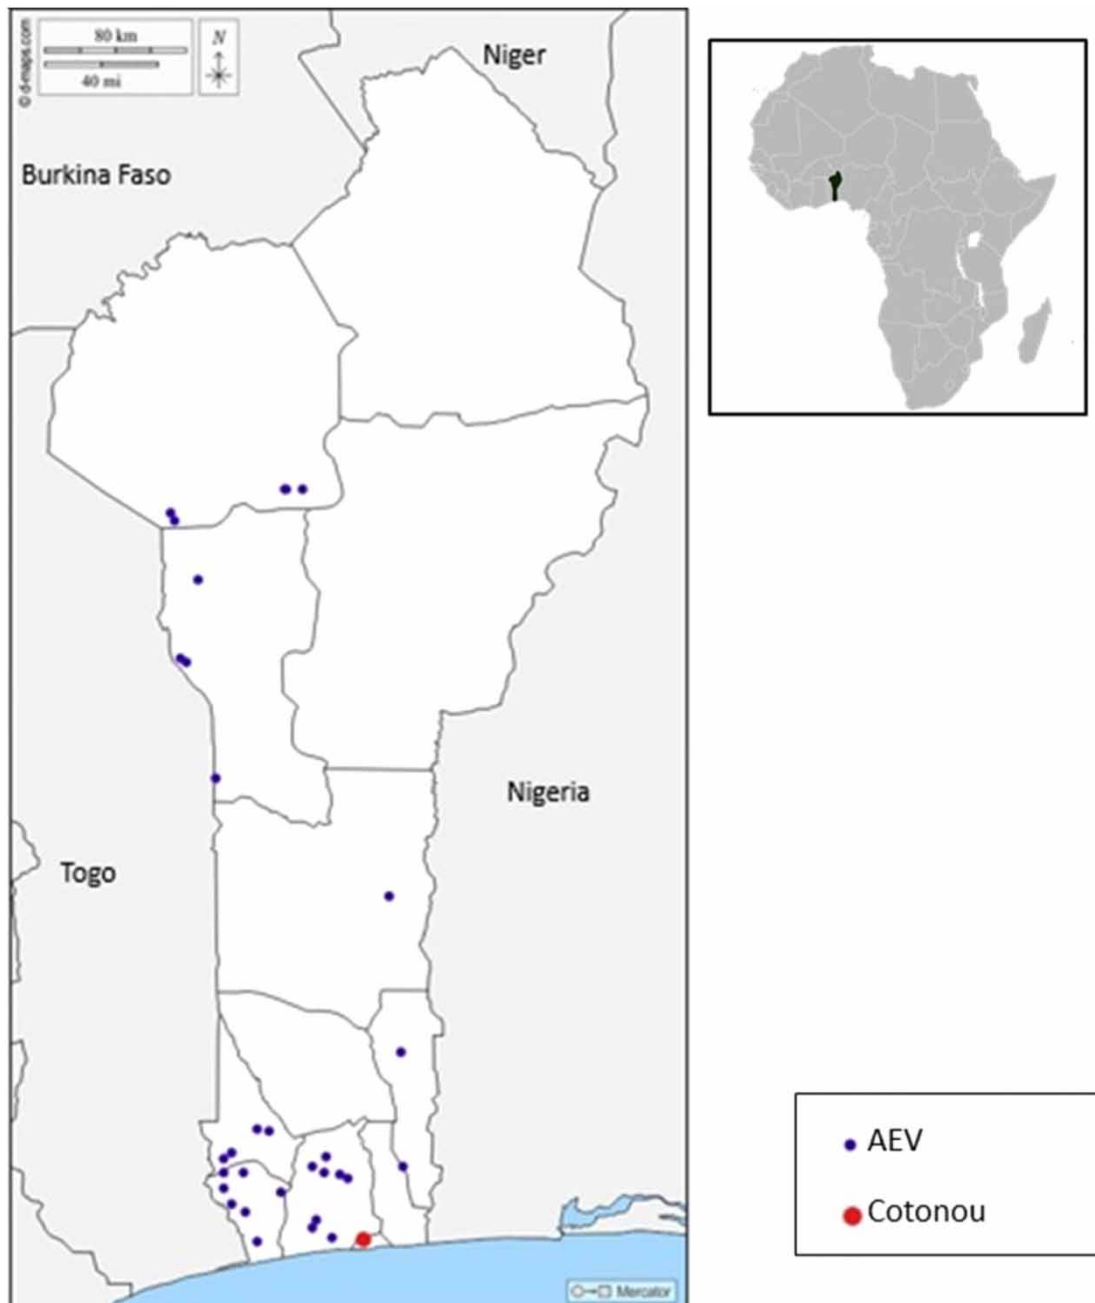 © d-maps.com
80 km
40 mi
N
Niger
Burkina Faso
Nigeria
Togo
AEV
Cotonou
Mercator